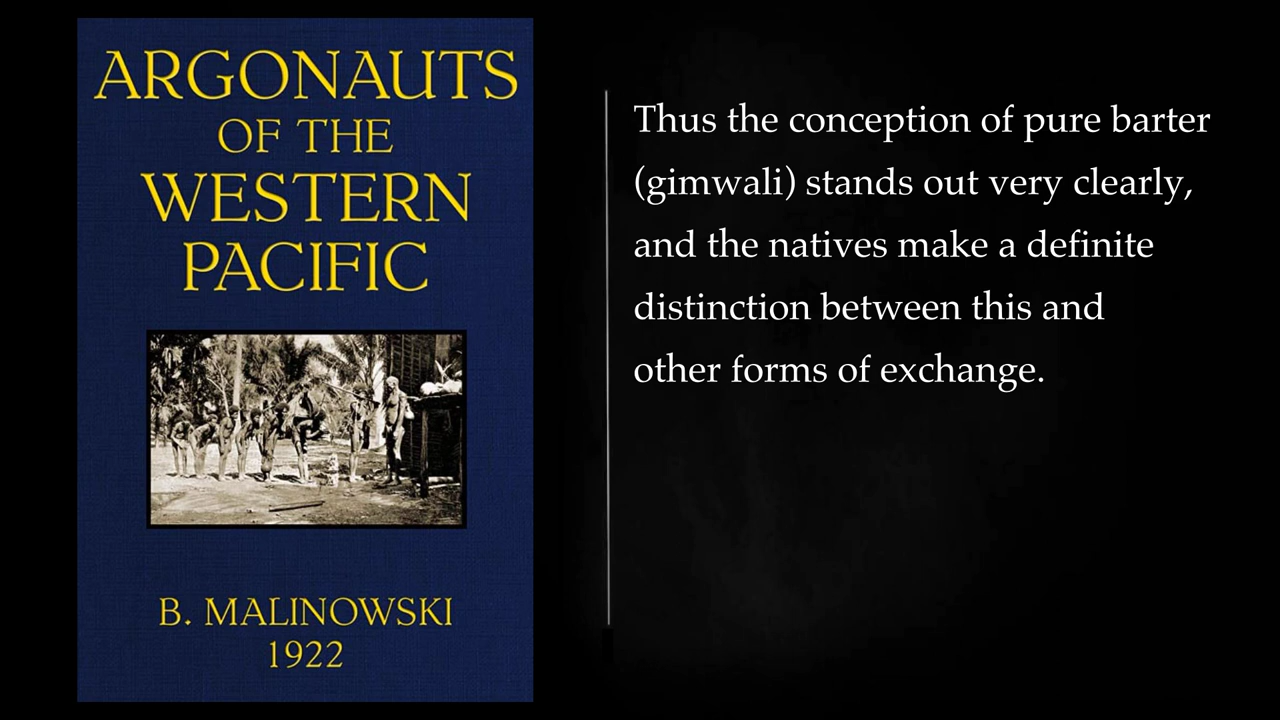 ARGONAUTS
OF THE
WESTERN
PACIFIC
B. MALINOWSKI
1922
Thus the conception of pure barter
(gimwali) stands out very clearly,
and the natives make a definite
distinction between this and
other forms of exchange.